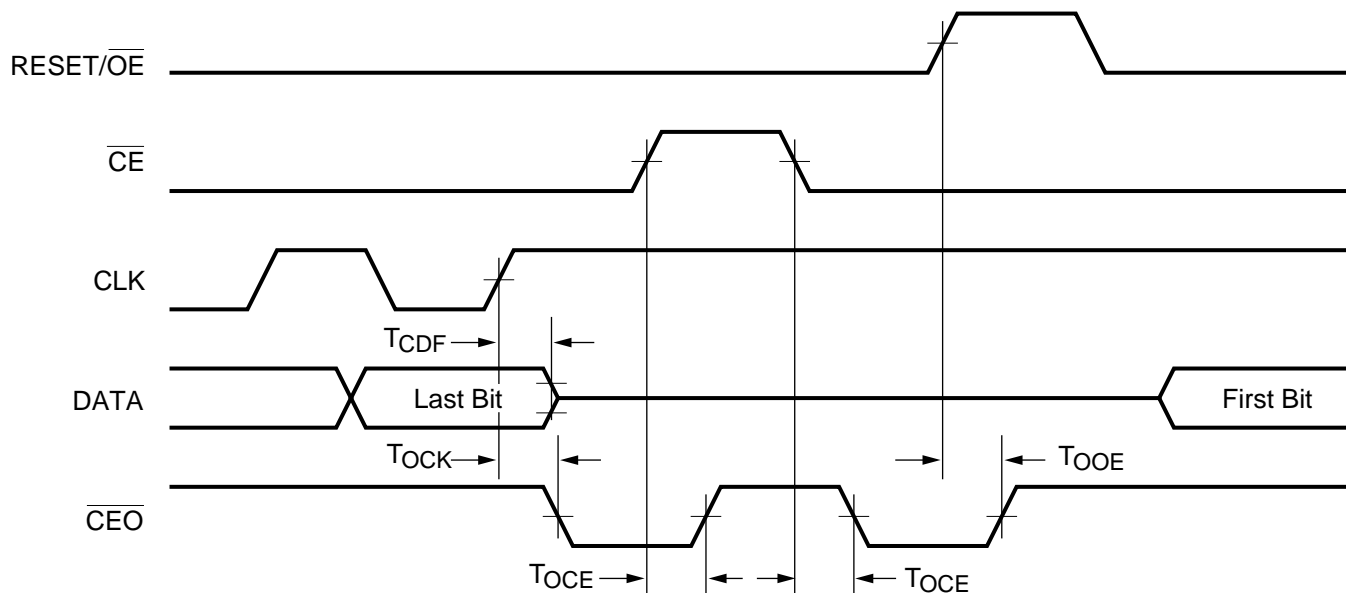 RESET/OE
CE
CLK
TCDF
DATA
Last Bit
First Bit
TOCK
TOOE
CEO
TOCE
TOCE